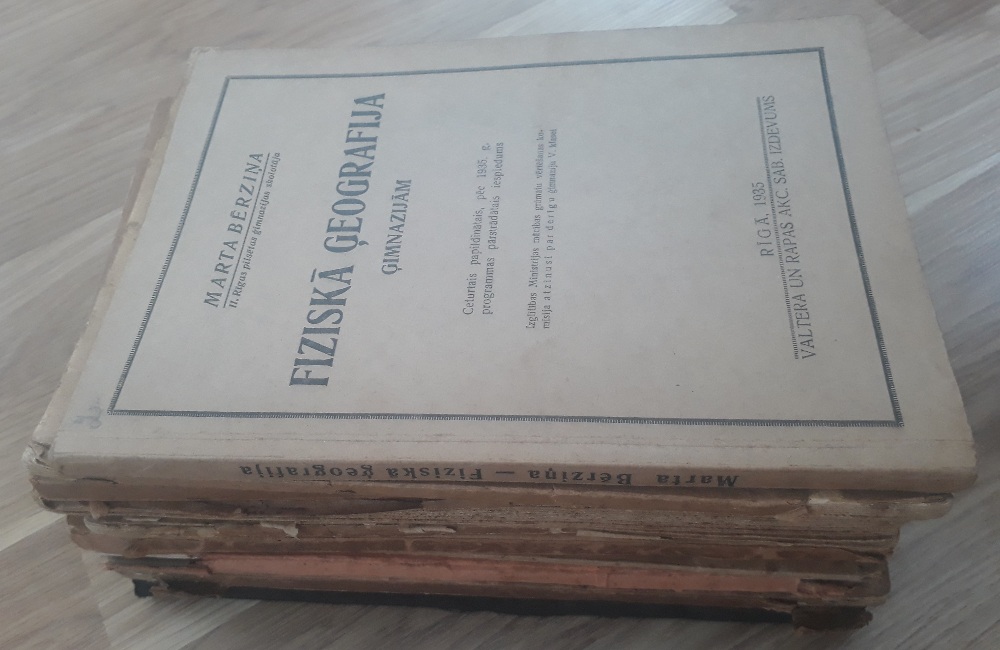 MARTA BĒRZIŅA
II. Rīgas pilsētas ģimnazijas skolotāja
FIZISKĀ ĢEOGRAFIJA
ĢIMNAZIJĀM
Ceturtais papildinātais, pēc 1935. g.
programmas pārstrādātais iespiedums
Izglītības Ministrijas mācības grāmatu vērtēšanas ko-
misija atzinusi par derīgu ģimnaziju V. klasei
RĪGĀ, 1935
VALTERA UN RAPAS AKC. SAB. IZDEVUMS
Marta Bērziņa — Fiziskā ģeografija